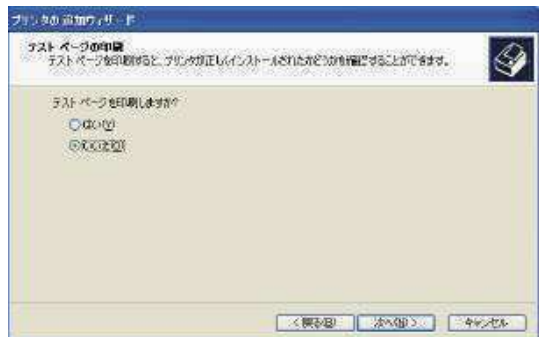 プリンタの追加ウィザード
テスト ページの印刷
テスト ページを印刷すると、プリンタが正しくインストールされたかどうかを確認することができます。
テスト ページを印刷しますか?
はい(Y)
いいえ(O)
< 戻る(B)
次へ(N) >
キャンセル